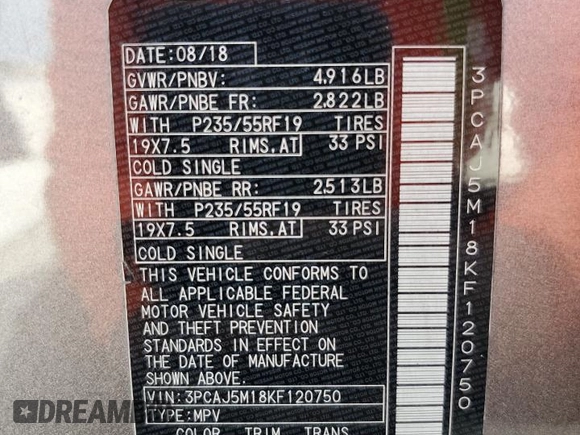 DATE:08/18
GVWR/PNBV: 4,916LB
GAWR/PNBE FR: 2,822LB
WITH P235/55RF19 TIRES
19X7.5 RIMS.AT 33 PSI
COLD SINGLE
GAWR/PNBE RR: 2,513LB
WITH P235/55RF19 TIRES
19X7.5 RIMS.AT 33 PSI
COLD SINGLE
THIS VEHICLE CONFORMS TO
ALL APPLICABLE FEDERAL
MOTOR VEHICLE SAFETY
AND THEFT PREVENTION
STANDARDS IN EFFECT ON
THE DATE OF MANUFACTURE
SHOWN ABOVE.
VIN:3PCAJ5M18KF120750
TYPE:MPV
COLOR TRIM TRANS
3PCAJ5M18KF120750